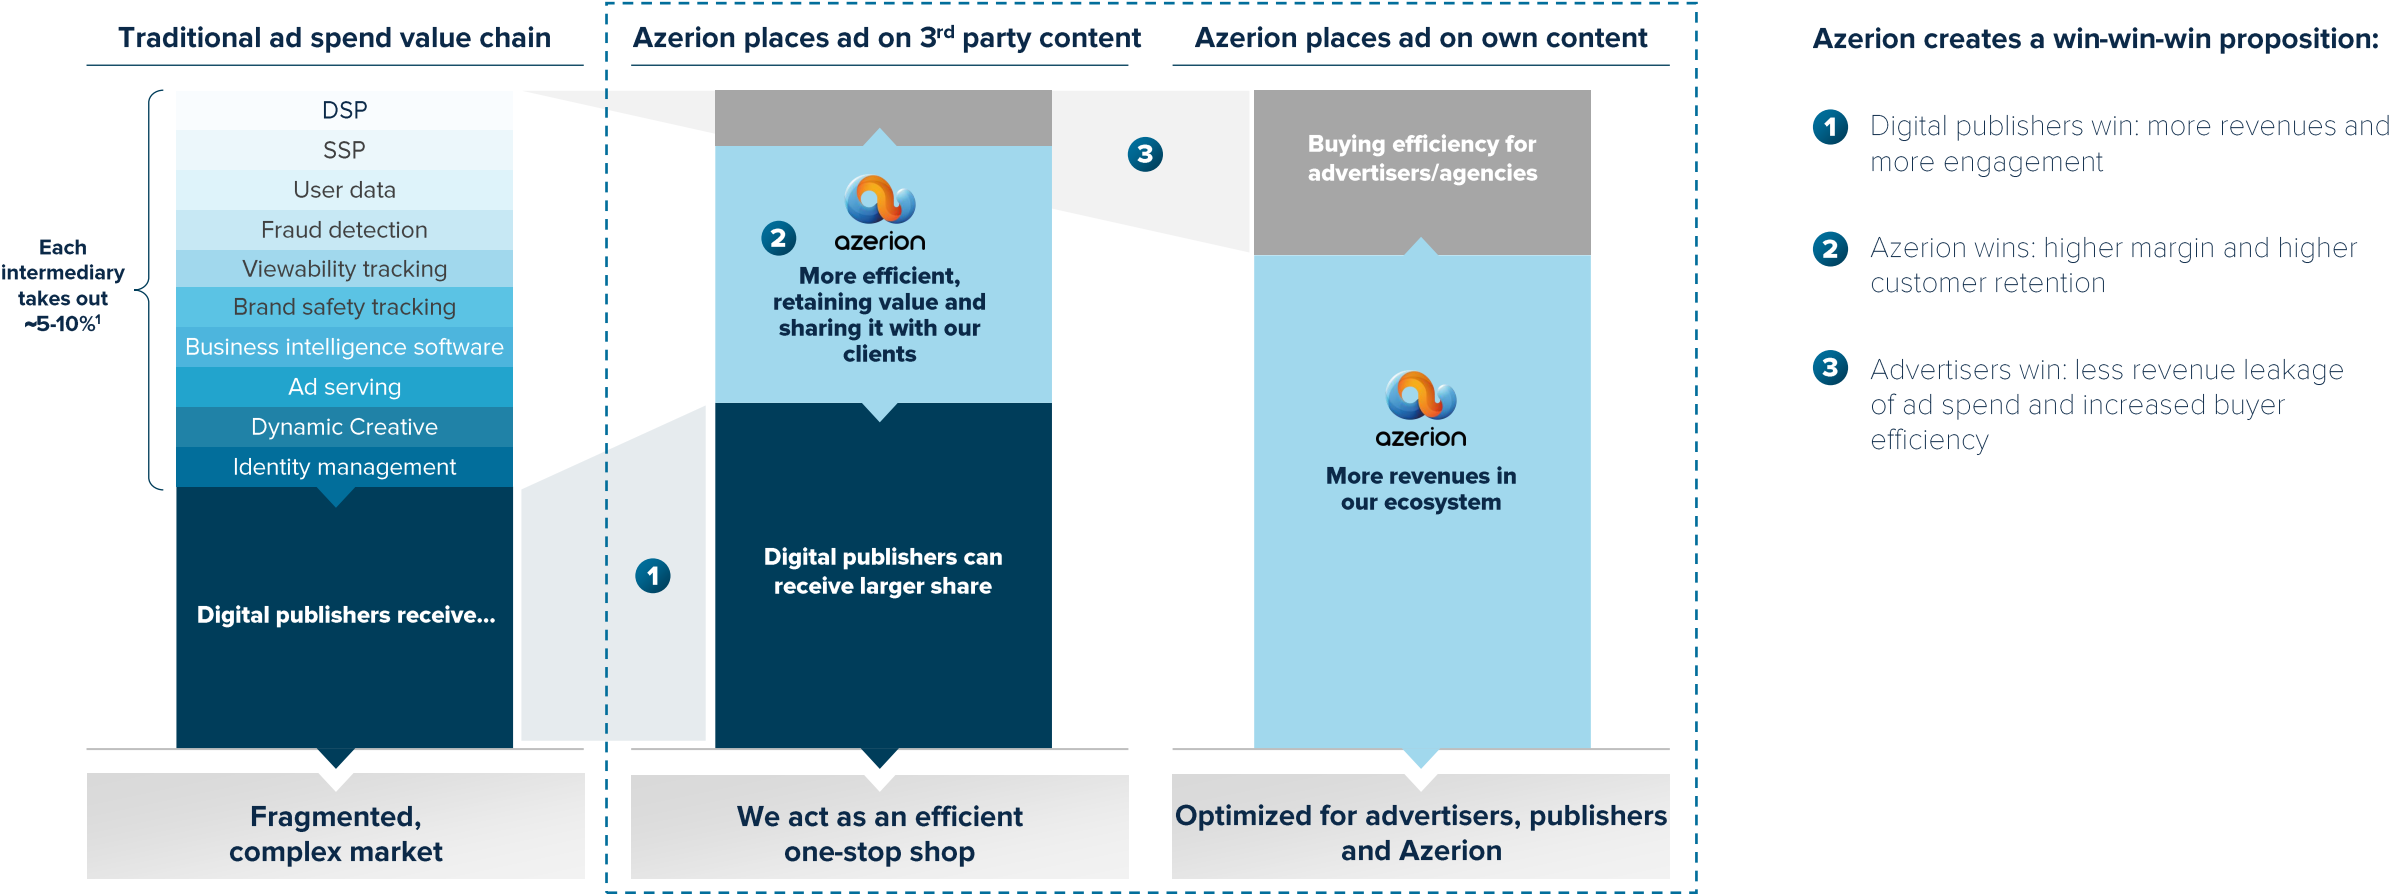 Traditional ad spend value chain
Each
intermediary
takes out
~5-10%¹
DSP
SSP
User data
Fraud detection
Viewability tracking
Brand safety tracking
Business intelligence software
Ad serving
Dynamic Creative
Identity management
Digital publishers receive...
Fragmented,
complex market
1
Azerion places ad on 3rd party content
2
azerion
More efficient,
retaining value and
sharing it with our
clients
Digital publishers can
receive larger share
We act as an efficient
one-stop shop
3
Azerion places ad on own content
Buying efficiency for
advertisers/agencies
azerion
More revenues in
our ecosystem
Optimized for advertisers, publishers
and Azerion
Azerion creates a win-win-win proposition:
1 Digital publishers win: more revenues and
more engagement
2 Azerion wins: higher margin and higher
customer retention
3 Advertisers win: less revenue leakage
of ad spend and increased buyer
efficiency